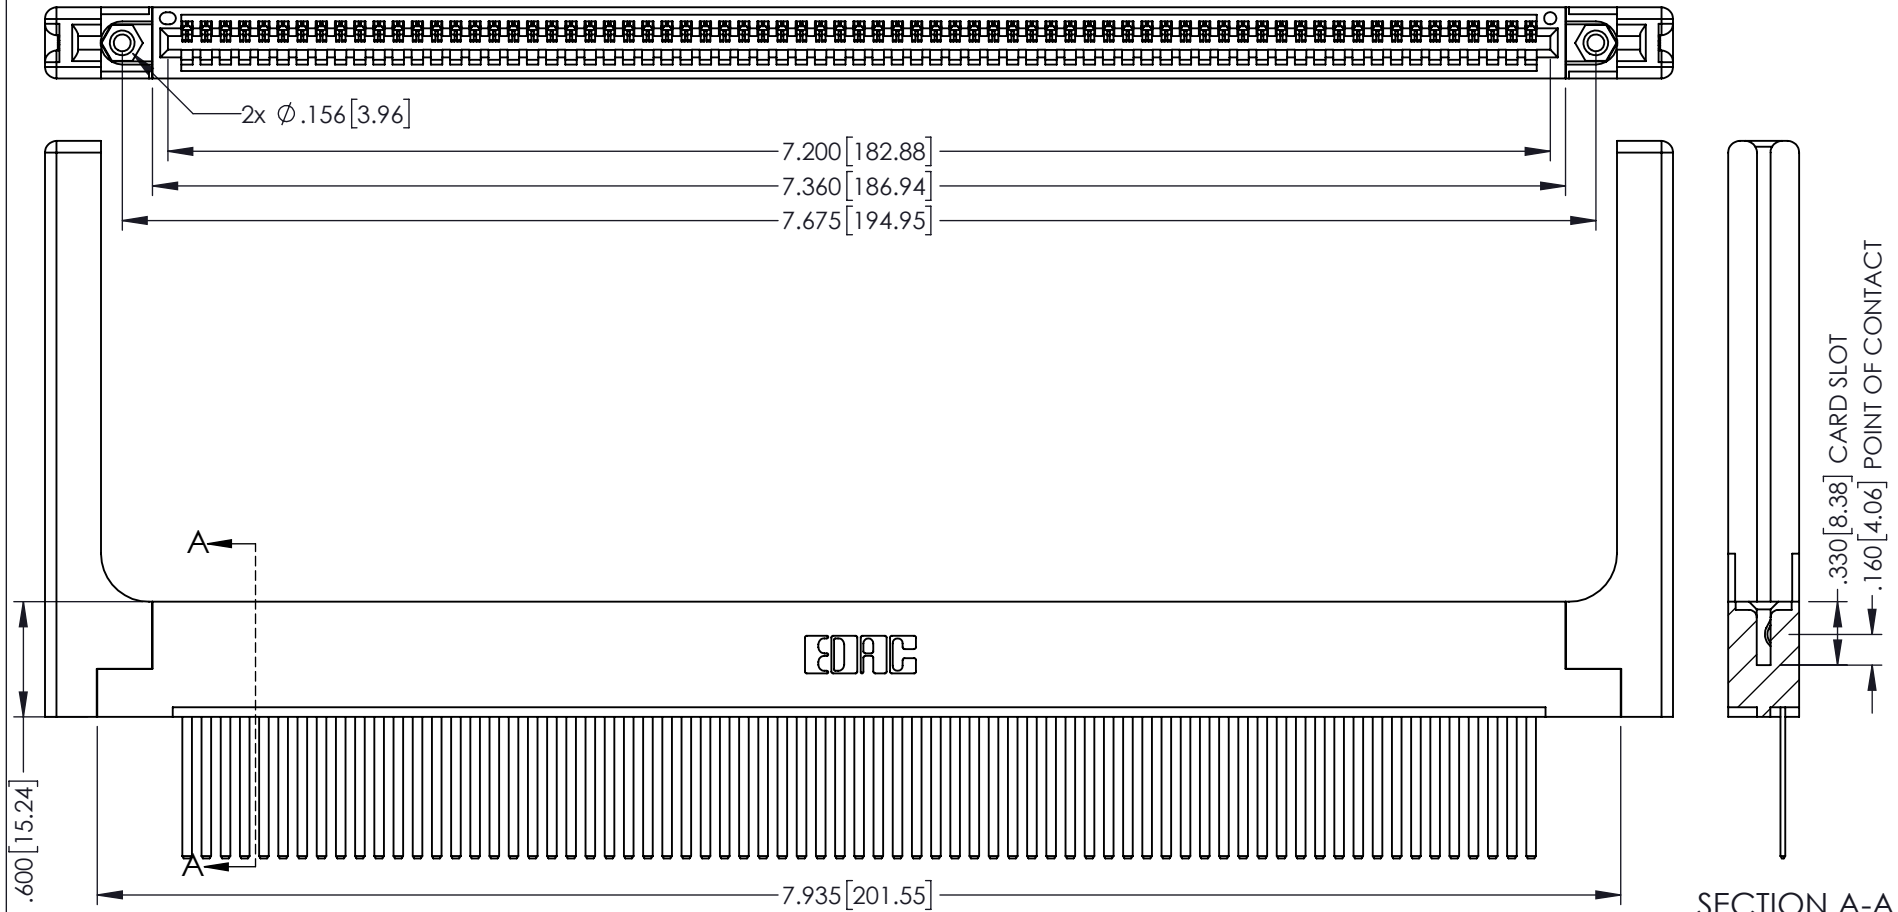 2x ⌀.156[3.96]
7.200[182.88]
7.360[186.94]
7.675[194.95]
.330[8.38] CARD SLOT
.160[4.06] POINT OF CONTACT
A
EDAC
.600[15.24]
A
7.935[201.55]
SECTION A-A